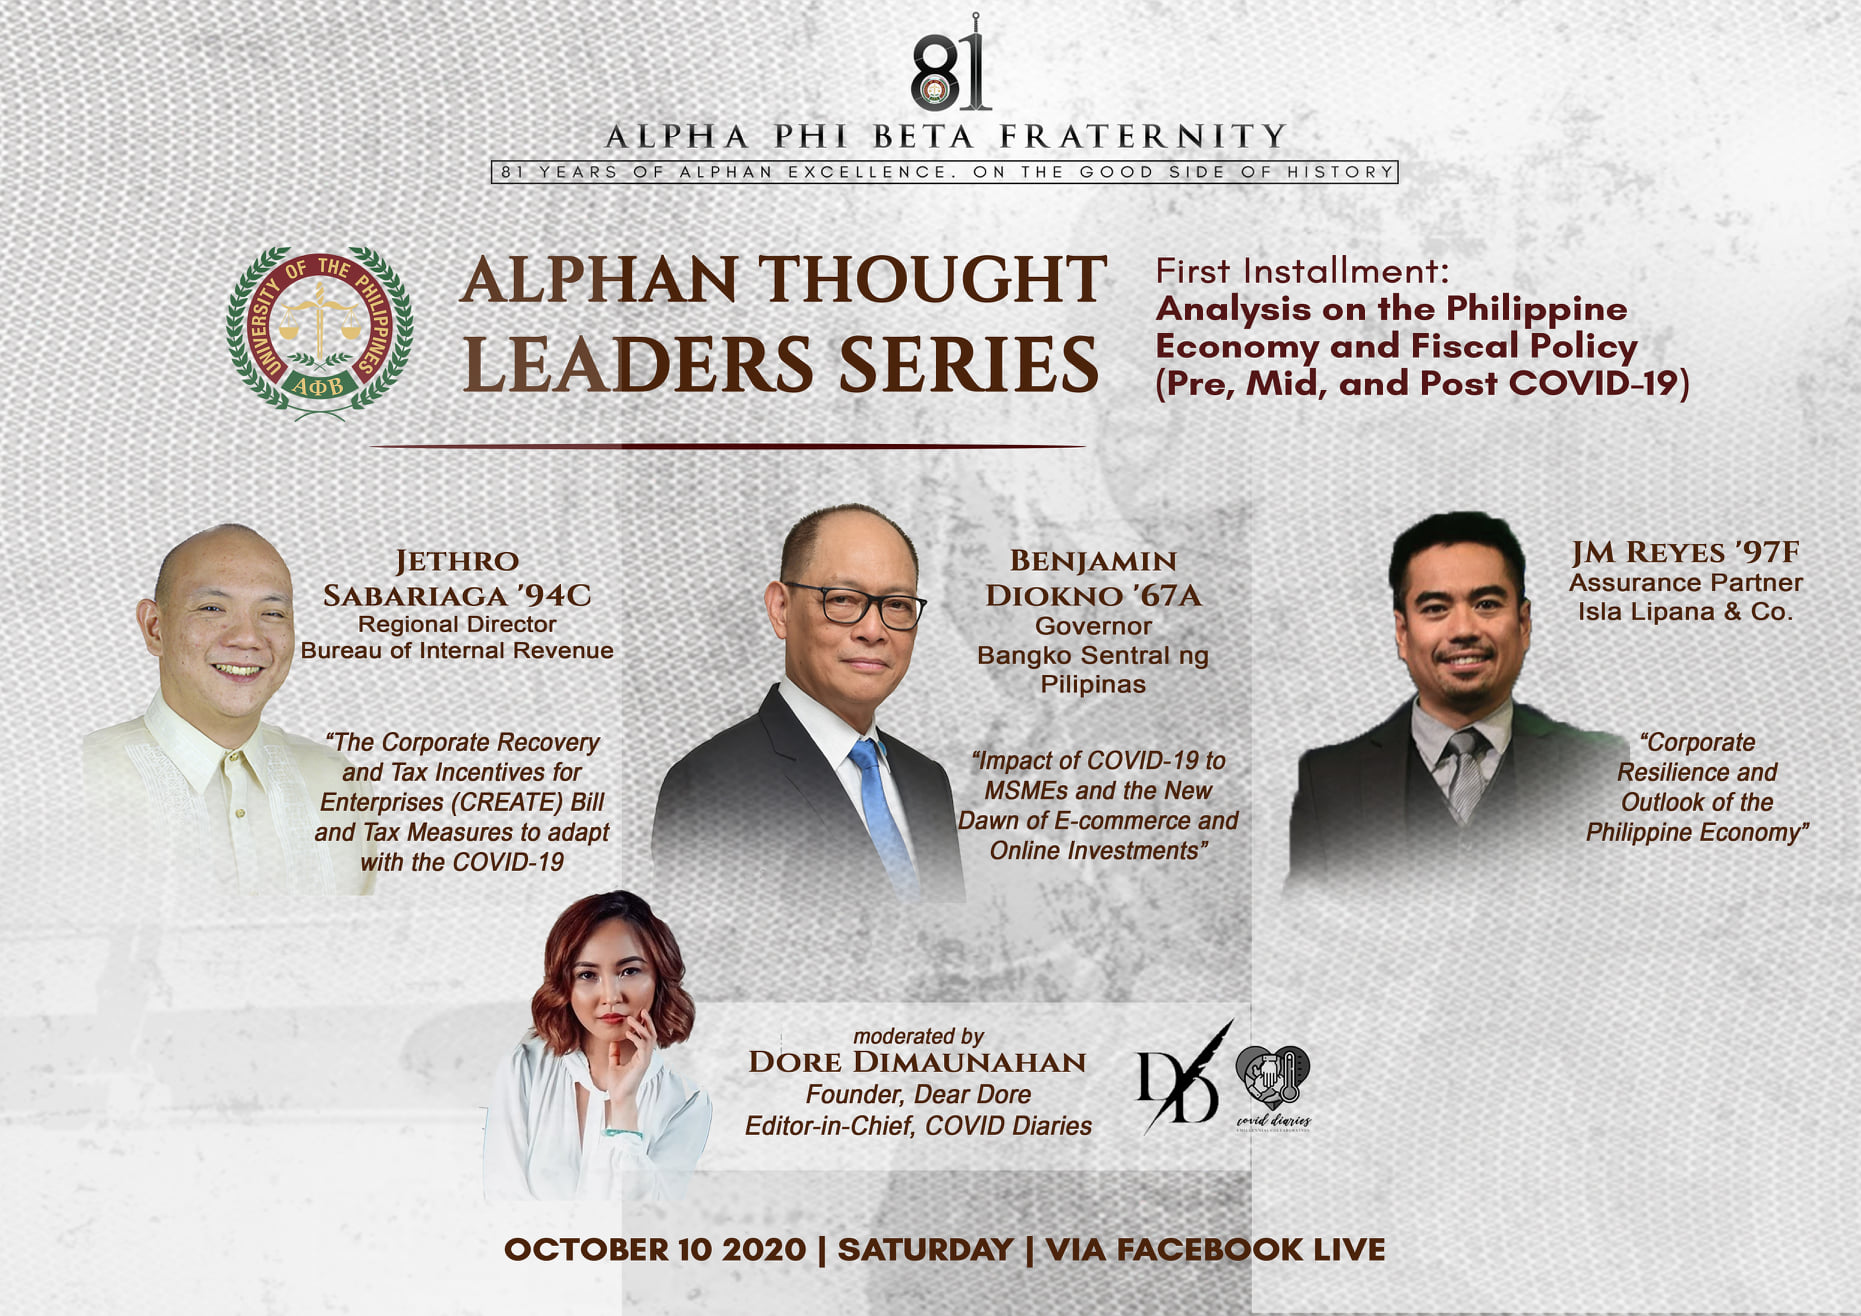 81
ALPHA PHI BETA FRATERNITY
81 YEARS OF ALPHAN EXCELLENCE. ON THE GOOD SIDE OF HISTORY
UNIVERSITY OF THE PHILIPPINES
ΑΦΒ
ALPHAN THOUGHT
LEADERS SERIES
First Installment:
Analysis on the Philippine
Economy and Fiscal Policy
(Pre, Mid, and Post COVID-19)
JETHRO
SABARIAGA '94C
Regional Director
Bureau of Internal Revenue
“The Corporate Recovery
and Tax Incentives for
Enterprises (CREATE) Bill
and Tax Measures to adapt
with the COVID-19
BENJAMIN
DIOKNO '67A
Governor
Bangko Sentral ng
Pilipinas
“Impact of COVID-19 to
MSMEs and the New
Dawn of E-commerce and
Online Investments”
JM REYES '97F
Assurance Partner
Isla Lipana & Co.
“Corporate
Resilience and
Outlook of the
Philippine Economy”
moderated by
DORE DIMAUNAHAN
Founder, Dear Dore
Editor-in-Chief, COVID Diaries
DD
covid diaries
OCTOBER 10 2020 | SATURDAY | VIA FACEBOOK LIVE